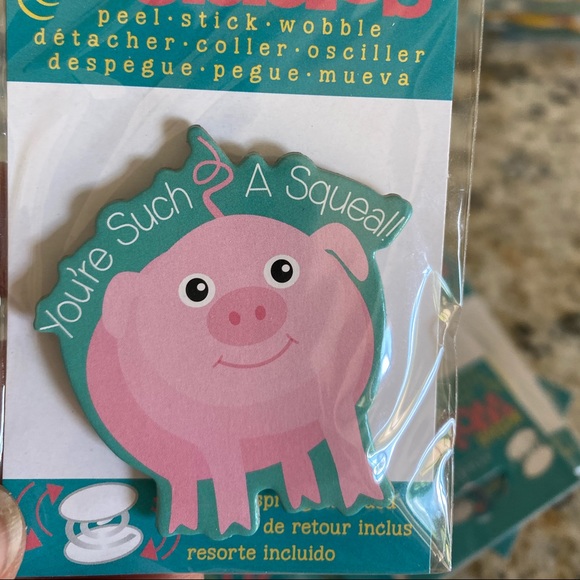 peel · stick · wobble
détacher · coller · osciller
despegue · pegue · mueva
You're Such A Squeal!
de retour inclus
resorte incluido